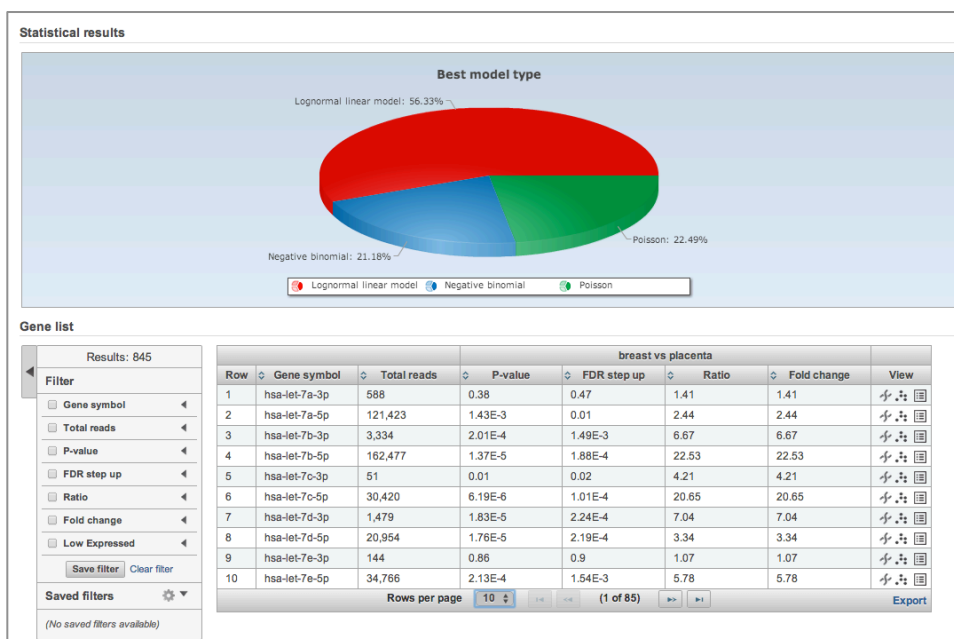 Statistical results
Best model type
Lognormal linear model: 56.33%
Poisson: 22.49%
Negative binomial: 21.18%
Lognormal linear model Negative binomial Poisson
Gene list
Results: 845
Filter
Gene symbol
Total reads
P-value
FDR step up
Ratio
Fold change
Low Expressed
Save filter Clear filter
Saved filters
(No saved filters available)
breast vs placenta
Row Gene symbol Total reads P-value FDR step up Ratio Fold change View
1 hsa-let-7a-3p 588 0.38 0.47 1.41 1.41
2 hsa-let-7a-5p 121,423 1.43E-3 0.01 2.44 2.44
3 hsa-let-7b-3p 3,334 2.01E-4 1.49E-3 6.67 6.67
4 hsa-let-7b-5p 162,477 1.37E-5 1.88E-4 22.53 22.53
5 hsa-let-7c-3p 51 0.01 0.02 4.21 4.21
6 hsa-let-7c-5p 30,420 6.19E-6 1.01E-4 20.65 20.65
7 hsa-let-7d-3p 1,479 1.83E-5 2.24E-4 7.04 7.04
8 hsa-let-7d-5p 20,954 1.76E-5 2.19E-4 3.34 3.34
9 hsa-let-7e-3p 144 0.86 0.9 1.07 1.07
10 hsa-let-7e-5p 34,766 2.13E-4 1.54E-3 5.78 5.78
Rows per page 10 (1 of 85) Export